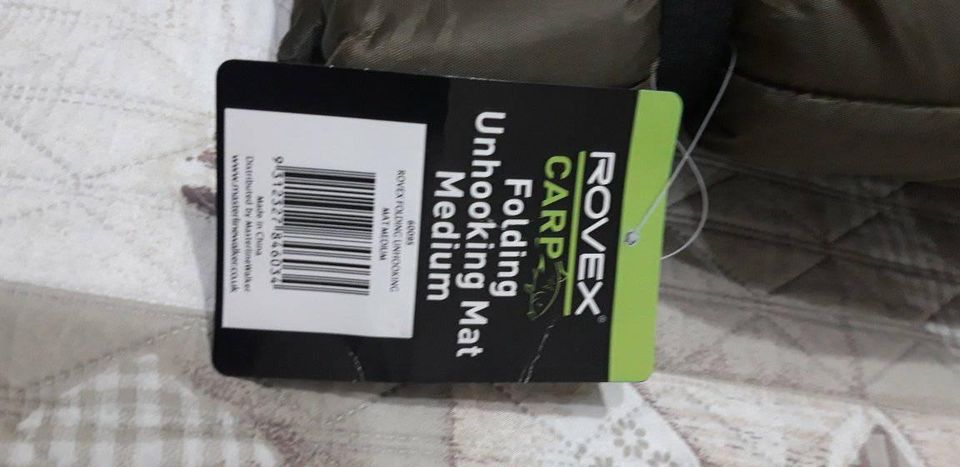 ROVEX®
CARP
Folding
Unhooking Mat
Medium
60095
ROVEX FOLDING UNHOOKING
MAT MEDIUM
9312327846034
Made in China
Distributed by MasterlineWalker
www.masterlinewalker.co.uk